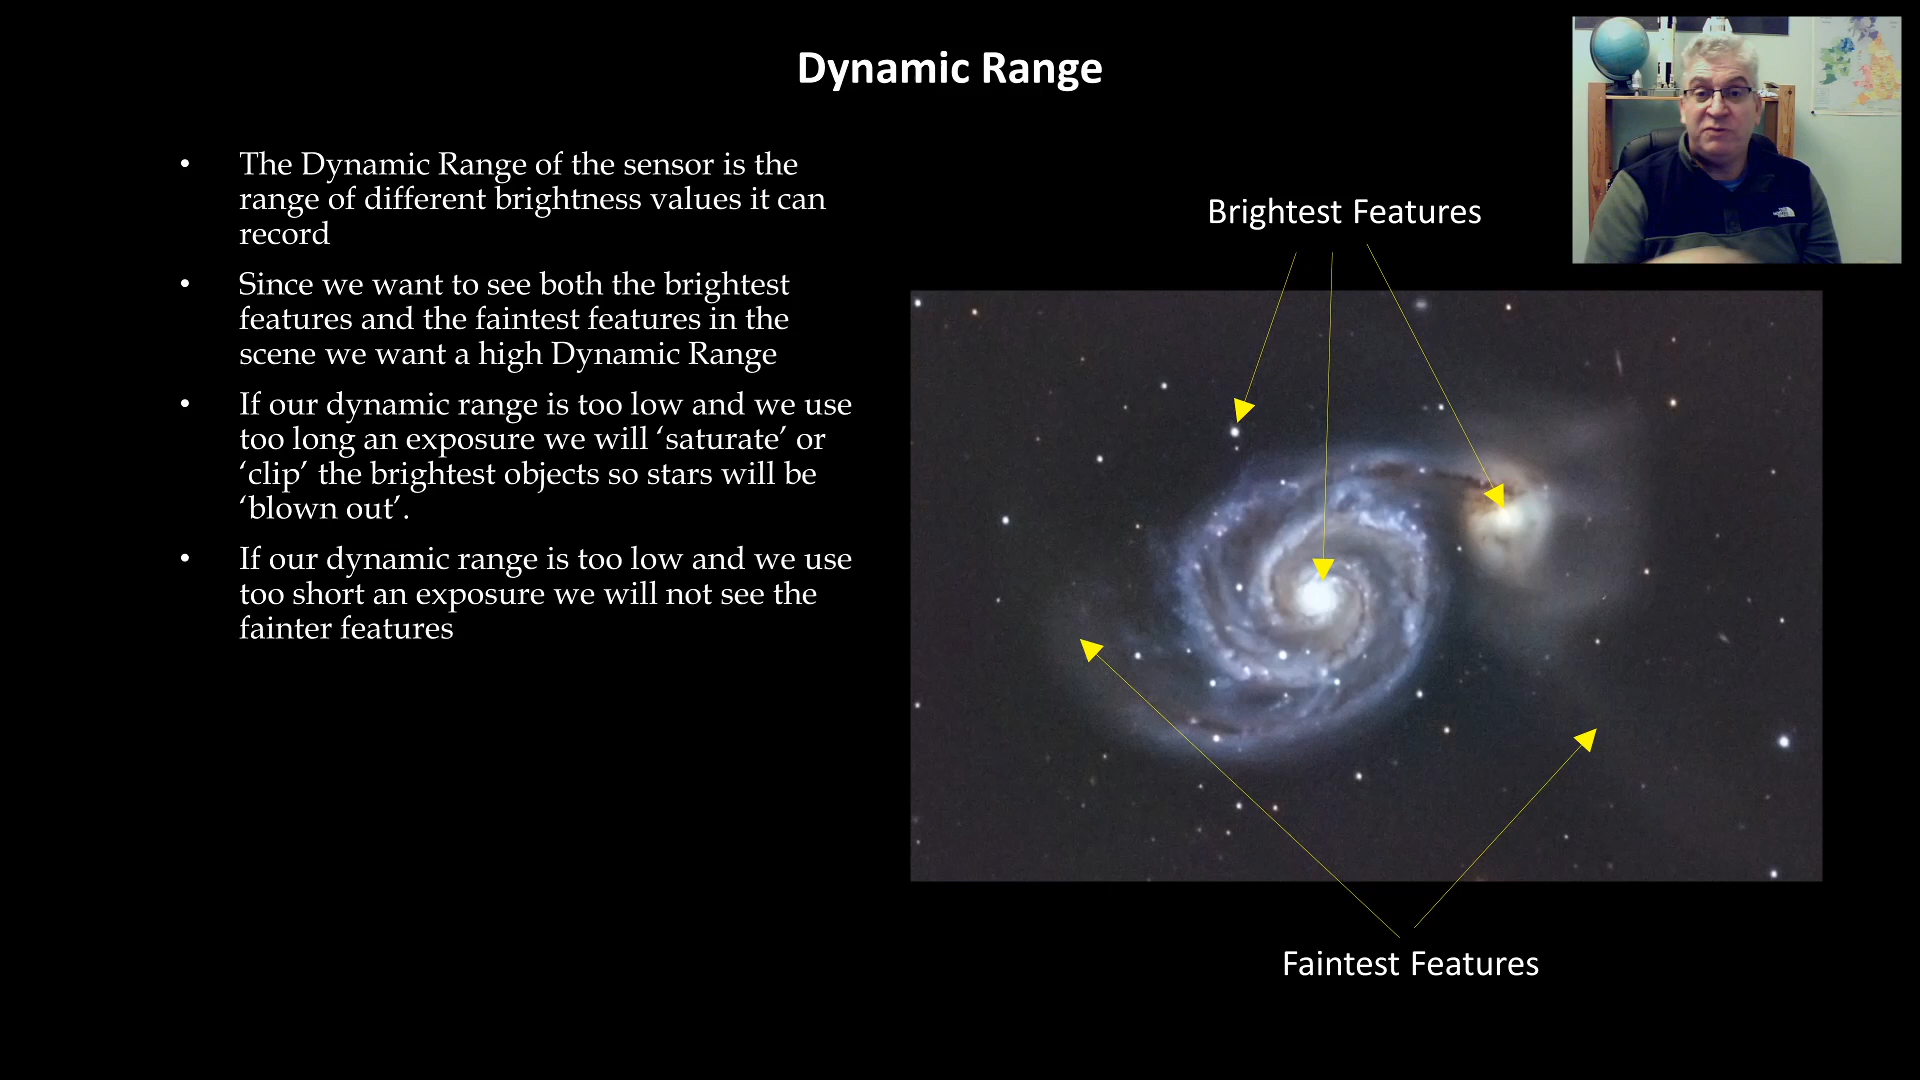 Dynamic Range
• The Dynamic Range of the sensor is the
range of different brightness values it can
record
• Since we want to see both the brightest
features and the faintest features in the
scene we want a high Dynamic Range
• If our dynamic range is too low and we use
too long an exposure we will ‘saturate’ or
‘clip’ the brightest objects so stars will be
‘blown out’.
• If our dynamic range is too low and we use
too short an exposure we will not see the
fainter features
Brightest Features
Faintest Features